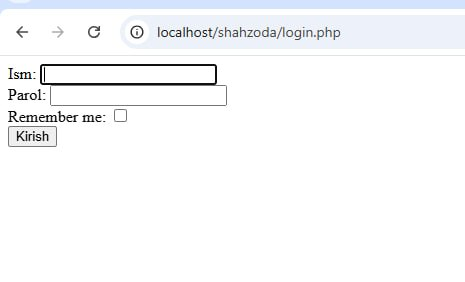 localhost/shahzoda/login.php
Ism:
Parol:
Remember me:
Kirish